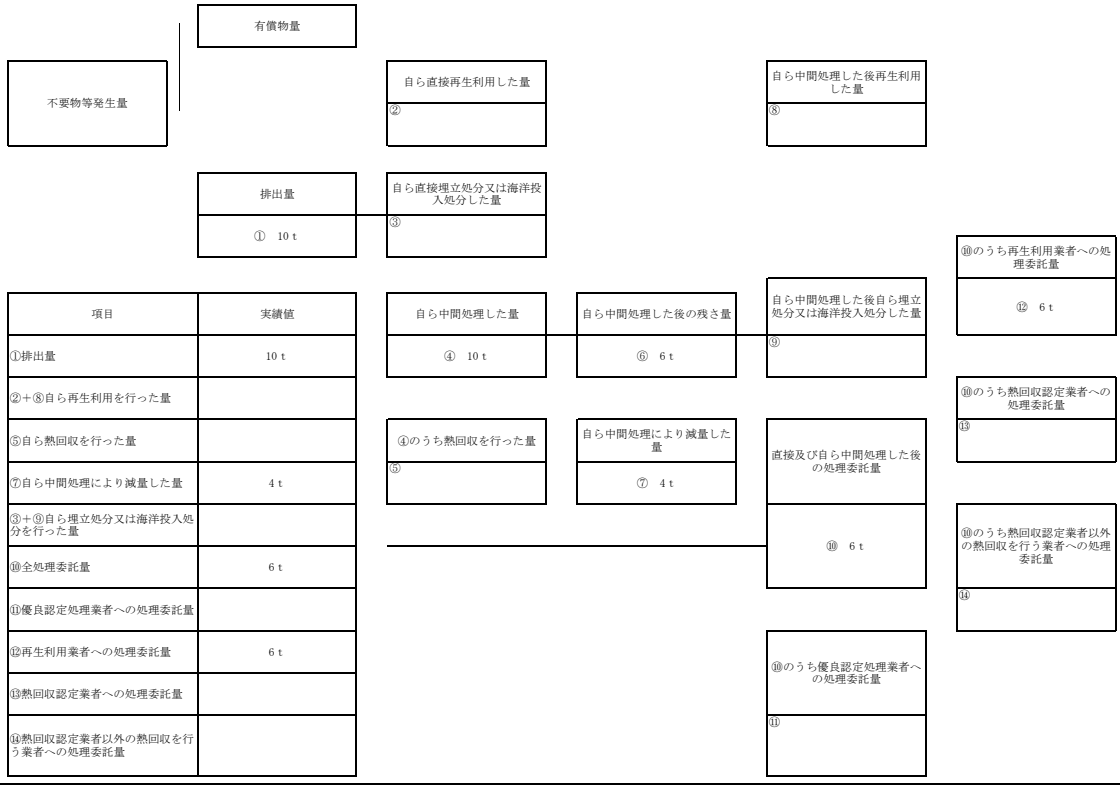 有償物量
不要物等発生量
自ら直接再生利用した量
②
自ら中間処理した後再生利用
した量
⑧
排出量
① 10ｔ
自ら直接埋立処分又は海洋投
入処分した量
③
⑩のうち再生利用業者への処
理委託量
⑫ 6ｔ
項目
実績値
①排出量
10ｔ
②＋⑧自ら再生利用を行った量
⑤自ら熱回収を行った量
⑦自ら中間処理により減量した量
4ｔ
③＋⑨自ら埋立処分又は海洋投入処
分を行った量
⑩全処理委託量
6ｔ
⑪優良認定処理業者への処理委託量
⑫再生利用業者への処理委託量
6ｔ
⑬熱回収認定業者への処理委託量
⑭熱回収認定業者以外の熱回収を行
う業者への処理委託量
自ら中間処理した量
④ 10ｔ
自ら中間処理した後の残さ量
⑥ 6ｔ
自ら中間処理した後自ら埋立
処分又は海洋投入処分した量
⑨
④のうち熱回収を行った量
⑤
自ら中間処理により減量した
量
⑦ 4ｔ
直接及び自ら中間処理した後
の処理委託量
⑩ 6ｔ
⑩のうち熱回収認定業者への
処理委託量
⑬
⑩のうち熱回収認定業者以外
の熱回収を行う業者への処理
委託量
⑭
⑩のうち優良認定処理業者へ
の処理委託量
⑪